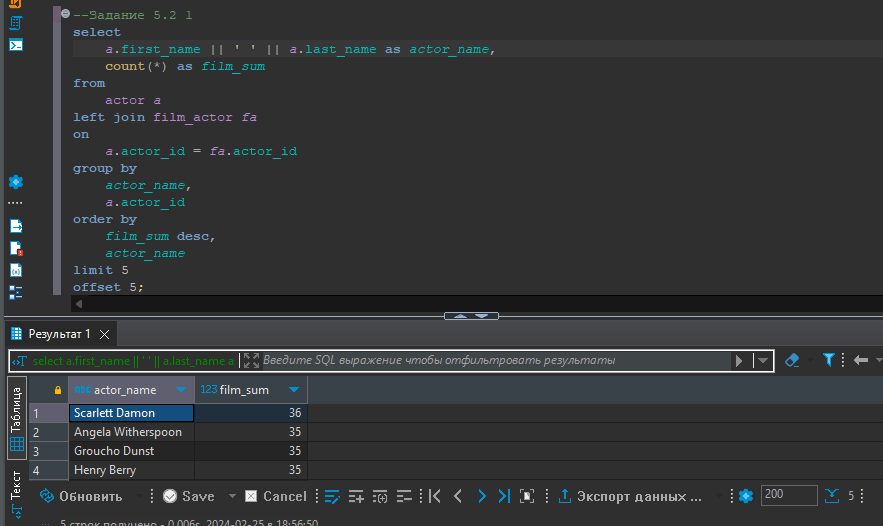 --Задание 5.2 1
select
a.first_name || ' ' || a.last_name as actor_name,
count(*) as film_sum
from
actor a
left join film_actor fa
on
a.actor_id = fa.actor_id
group by
actor_name,
a.actor_id
order by
film_sum desc,
actor_name
limit 5
offset 5;
Результат 1
select a.first_name || ' ' || a.last_name a
Введите SQL выражение чтобы отфильтровать результаты
Таблица
Текст
ABC actor_name 123 film_sum
1 Scarlett Damon 36
2 Angela Witherspoon 35
3 Groucho Dunst 35
4 Henry Berry 35
Обновить Save Cancel Экспорт данных ... 200 5
5 строк получено - 0.006s, 2024-02-25 в 18:56:50